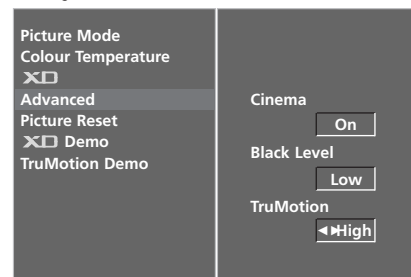 Picture Mode
Colour Temperature
XD
Advanced
Picture Reset
XD Demo
TruMotion Demo
Cinema
On
Black Level
Low
TruMotion
◄►High